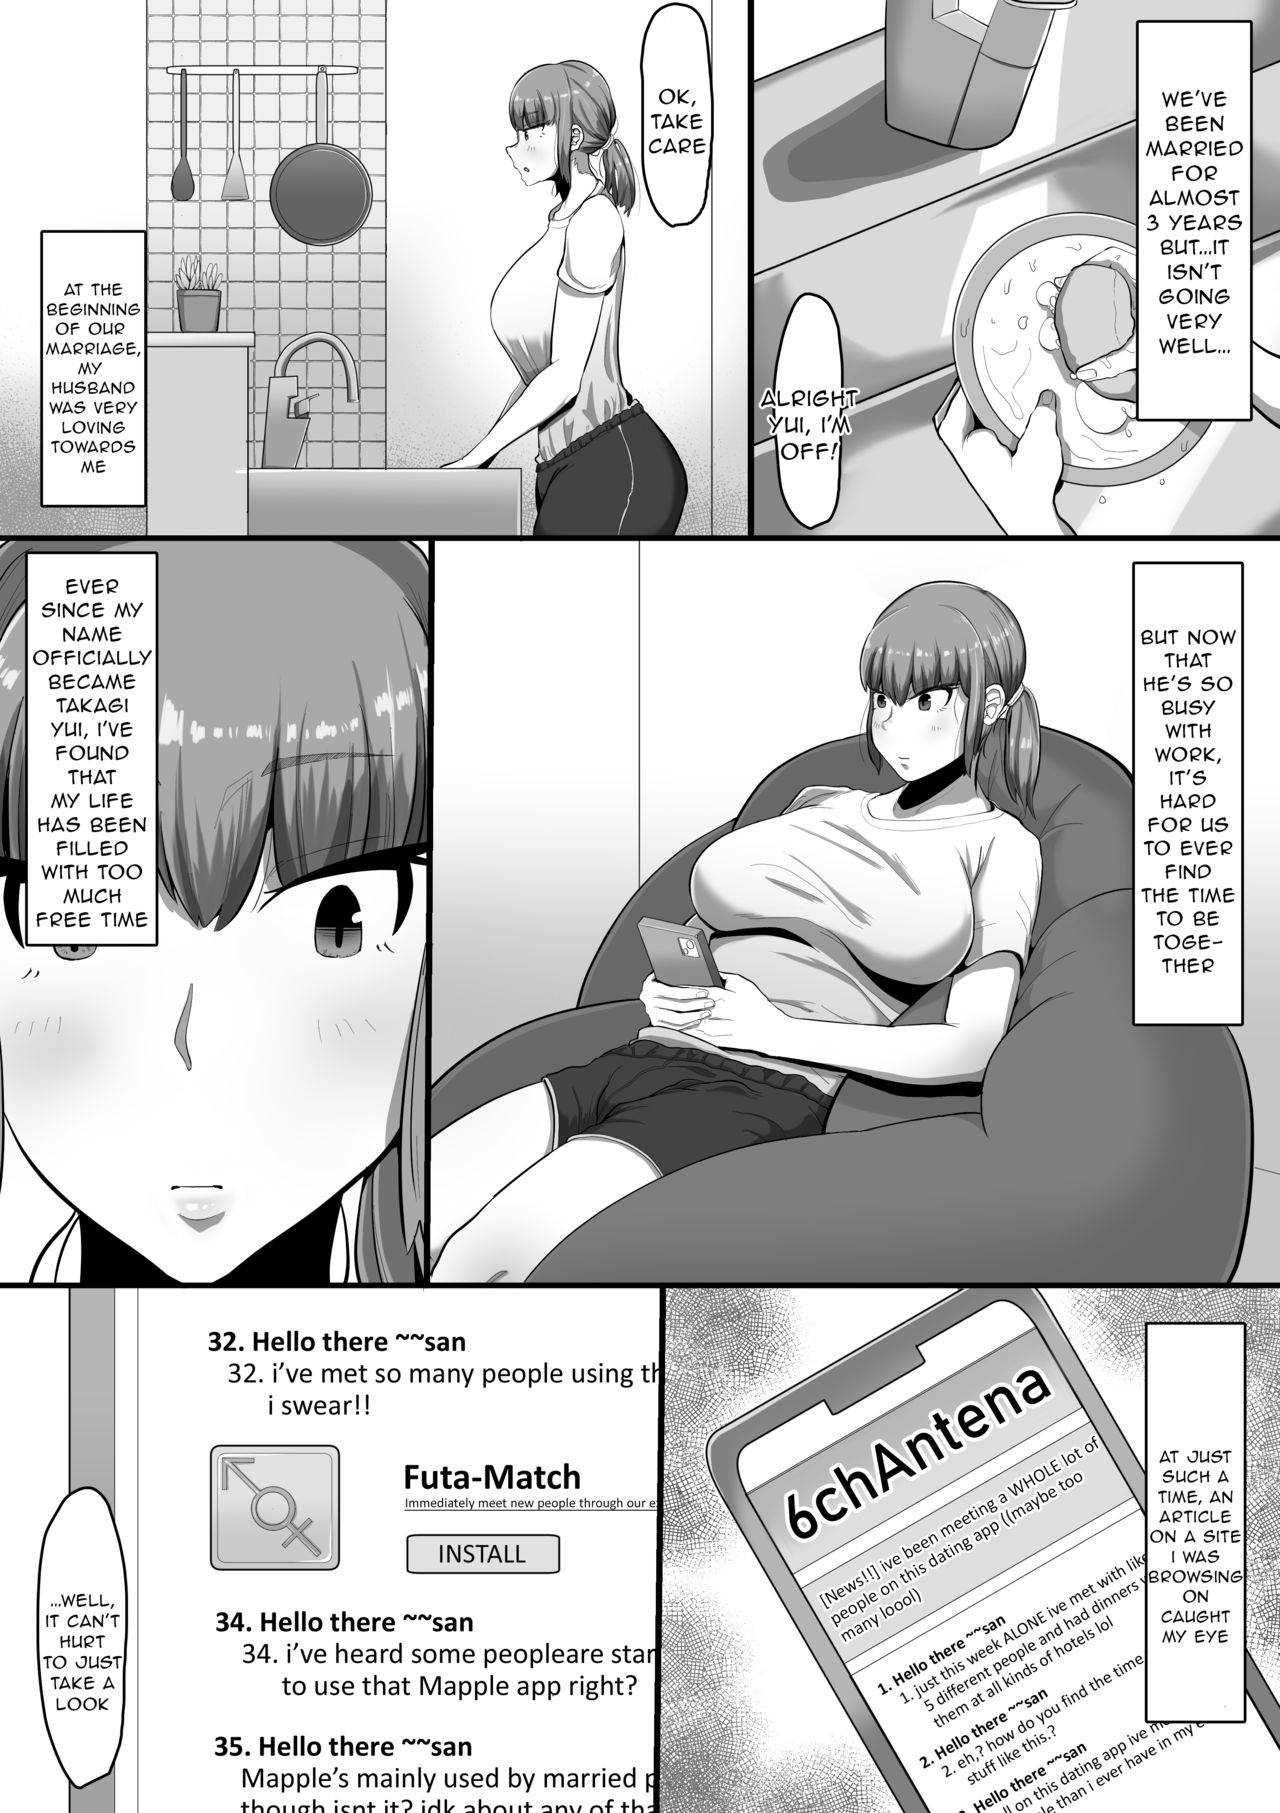 WE'VE
BEEN
MARRIED
FOR
ALMOST
3 YEARS
BUT...IT
ISN'T
GOING
VERY
WELL...
ALRIGHT
YUI, I'M
OFF!
OK,
TAKE
CARE
AT THE
BEGINNING
OF OUR
MARRIAGE,
MY
HUSBAND
WAS VERY
LOVING
TOWARDS
ME
BUT NOW
THAT
HE'S SO
BUSY
WITH
WORK,
IT'S
HARD
FOR US
TO EVER
FIND
THE TIME
TO BE
TOGE-
THER
EVER
SINCE MY
NAME
OFFICIALLY
BECAME
TAKAGI
YUI, I'VE
FOUND
THAT
MY LIFE
HAS BEEN
FILLED
WITH TOO
MUCH
FREE TIME
AT JUST
SUCH A
TIME, AN
ARTICLE
ON A SITE
I WAS
BROWSING
ON
CAUGHT
MY EYE
6chAntena
[News!!] ive been meeting a WHOLE lot of
people on this dating app ((maybe too
many loool)
1. Hello there ~~san
1. just this week ALONE ive met with like
5 different people and had dinners
them at all kinds of hotels lol
2. Hello there ~~san
2. eh,? how do you find the time
stuff like this.?
Hello there ~~san
on this dating app ive
than i ever have in my
32. Hello there ~~san
32. i've met so many people using
i swear!!
Futa-Match
Immediately meet new people through our
INSTALL
34. Hello there ~~san
34. i've heard some peopleare
to use that Mapple app right?
35. Hello there ~~san
Mapple's mainly used by married
though isnt it? idk about any of
...WELL,
IT CAN'T
HURT
TO JUST
TAKE A
LOOK